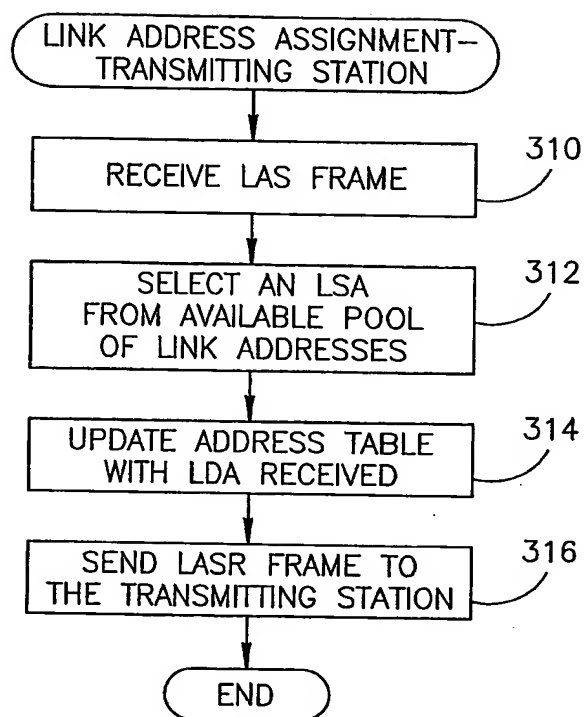 LINK ADDRESS ASSIGNMENT-
TRANSMITTING STATION
310
RECEIVE LAS FRAME
312
SELECT AN LSA
FROM AVAILABLE POOL
OF LINK ADDRESSES
314
UPDATE ADDRESS TABLE
WITH LDA RECEIVED
316
SEND LASR FRAME TO
THE TRANSMITTING STATION
END